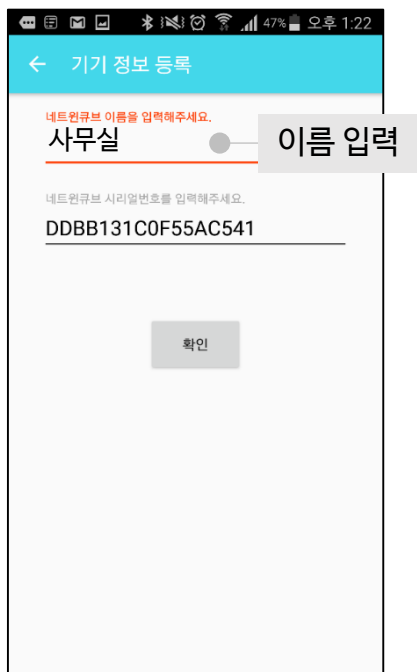 47% 오후 1:22
기기 정보 등록
네트윈큐브 이름을 입력해주세요.
사무실
이름 입력
네트윈큐브 시리얼번호를 입력해주세요.
DDBB131C0F55AC541
확인